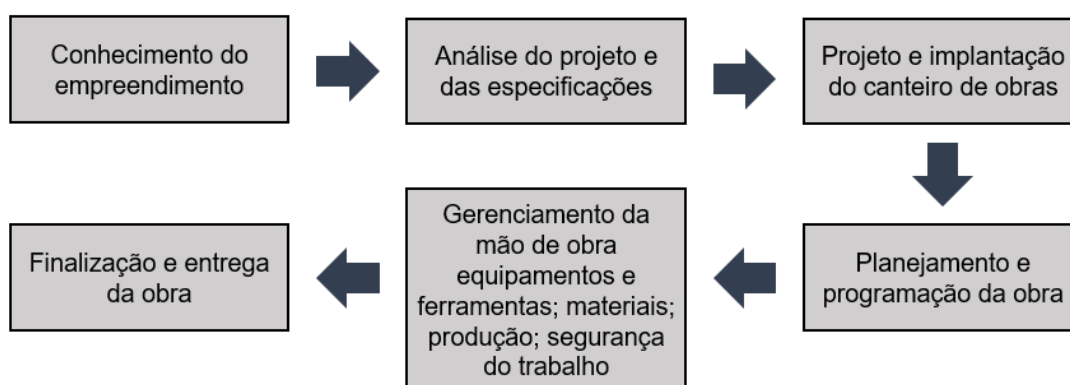 Conhecimento do
empreendimento
Análise do projeto e
das especificações
Projeto e implantação
do canteiro de obras
Planejamento e
programação da obra
Gerenciamento da
mão de obra
equipamentos e
ferramentas; materiais;
produção; segurança
do trabalho
Finalização e entrega
da obra